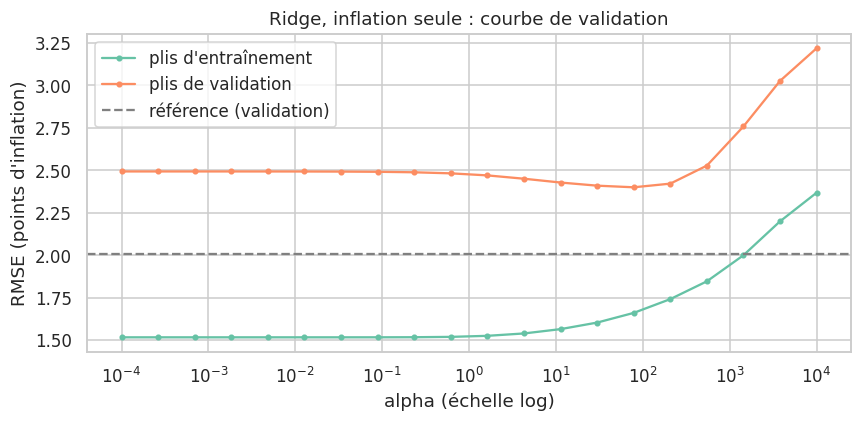 Ridge, inflation seule : courbe de validation
RMSE (points d'inflation)
3.25
3.00
2.75
2.50
2.25
2.00
1.75
1.50
plis d'entraînement
plis de validation
référence (validation)
10⁻⁴ 10⁻³ 10⁻² 10⁻¹ 10⁰ 10¹ 10² 10³ 10⁴
alpha (échelle log)